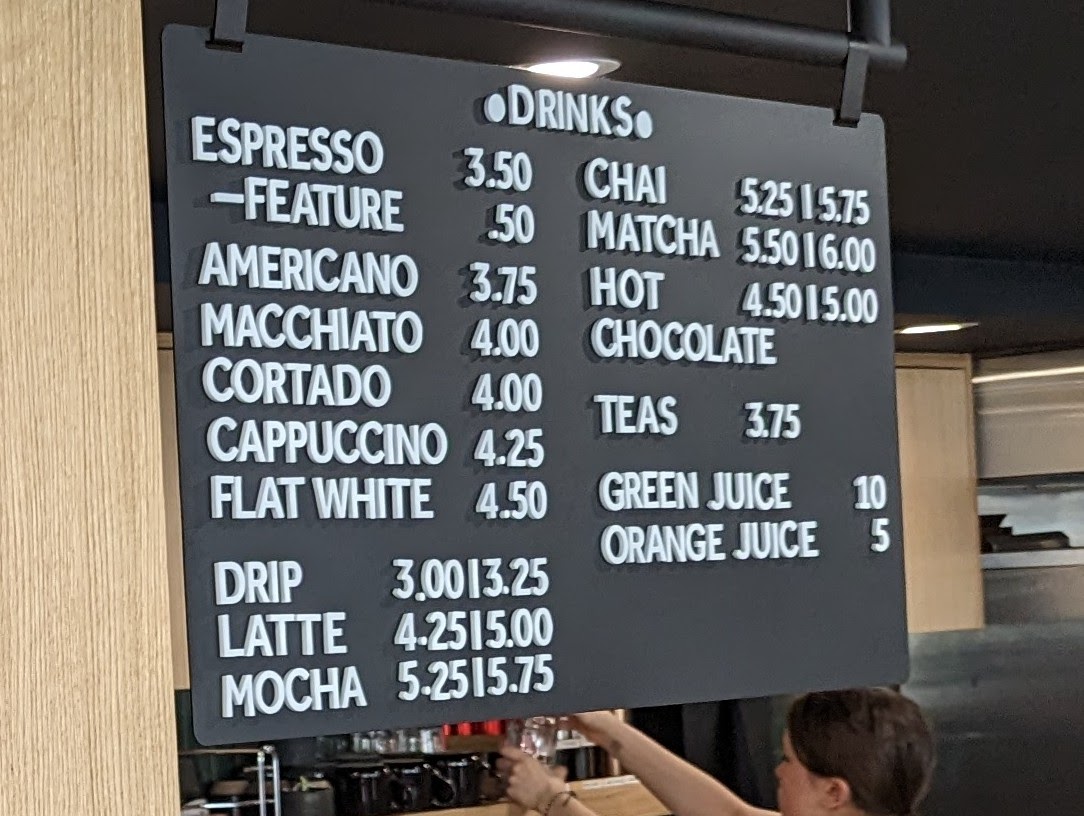 •DRINKS•
ESPRESSO 3.50
—FEATURE .50
AMERICANO 3.75
MACCHIATO 4.00
CORTADO 4.00
CAPPUCCINO 4.25
FLAT WHITE 4.50
DRIP 3.00|3.25
LATTE 4.25|5.00
MOCHA 5.25|5.75
CHAI 5.25|5.75
MATCHA 5.50|6.00
HOT 4.50|5.00
CHOCOLATE
TEAS 3.75
GREEN JUICE 10
ORANGE JUICE 5